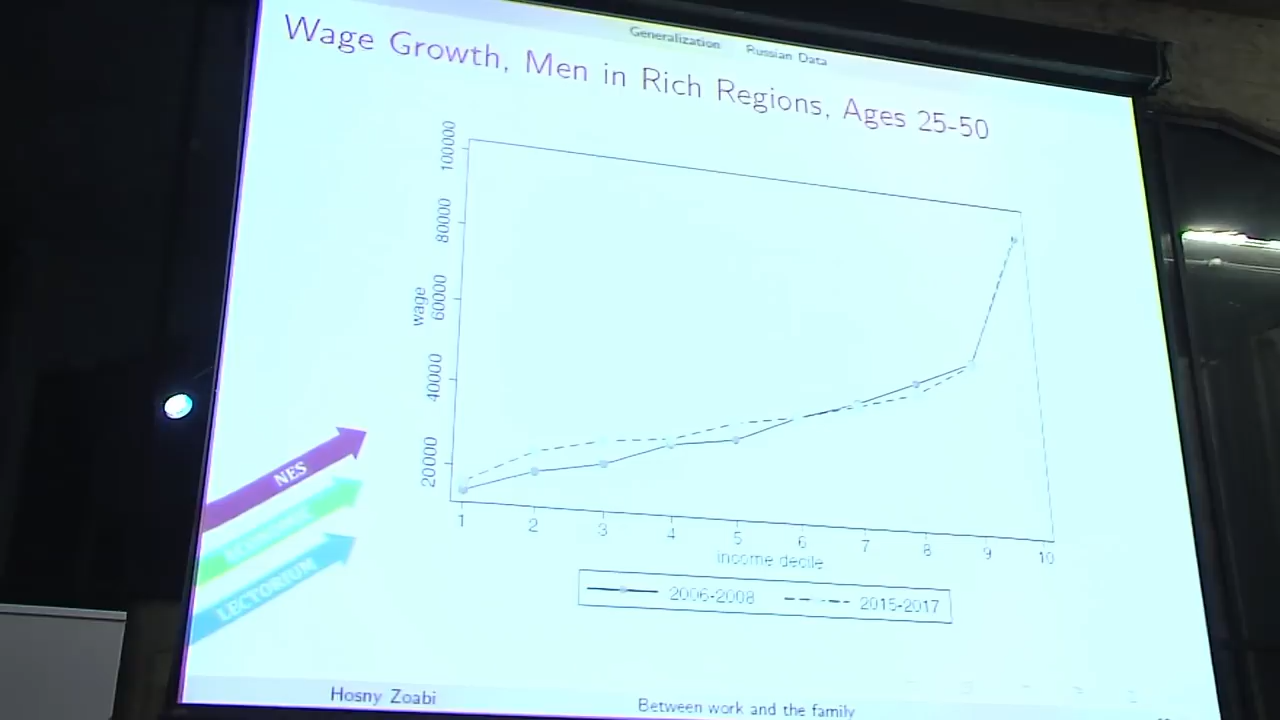 Generalization Russian Data
Wage Growth, Men in Rich Regions, Ages 25-50
100000
80000
60000
40000
20000
wage
1 2 3 4 5 6 7 8 9 10
income decile
2006-2008 2015-2017
NES
LECTORIUM
Hosny Zoabi
Between work and the family